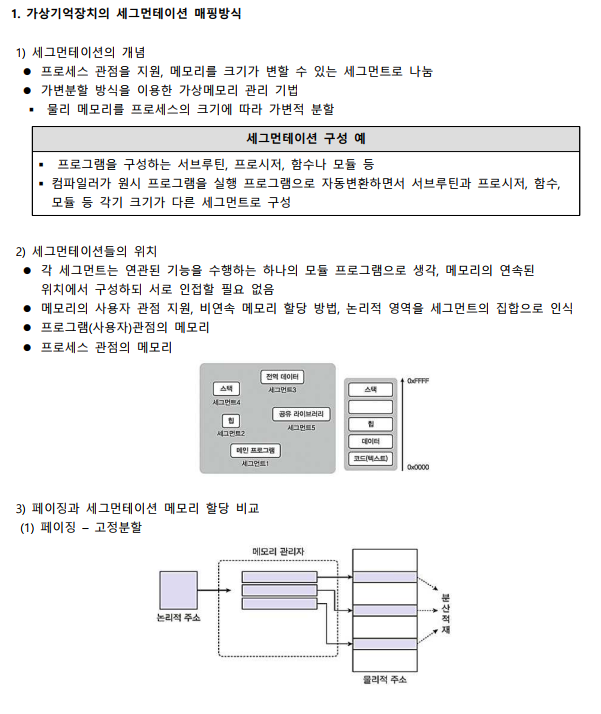 1. 가상기억장치의 세그먼테이션 매핑방식
1) 세그먼테이션의 개념
● 프로세스 관점을 지원, 메모리를 크기가 변할 수 있는 세그먼트로 나눔
● 가변분할 방식을 이용한 가상메모리 관리 기법
▪ 물리 메모리를 프로세스의 크기에 따라 가변적 분할
세그먼테이션 구성 예
▪ 프로그램을 구성하는 서브루틴, 프로시저, 함수나 모듈 등
▪ 컴파일러가 원시 프로그램을 실행 프로그램으로 자동변환하면서 서브루틴과 프로시저, 함수,
모듈 등 각기 크기가 다른 세그먼트로 구성
2) 세그먼테이션들의 위치
● 각 세그먼트는 연관된 기능을 수행하는 하나의 모듈 프로그램으로 생각, 메모리의 연속된
위치에서 구성하되 서로 인접할 필요 없음
● 메모리의 사용자 관점 지원, 비연속 메모리 할당 방법, 논리적 영역을 세그먼트의 집합으로 인식
● 프로그램(사용자)관점의 메모리
● 프로세스 관점의 메모리
전역 데이터
세그먼트3
스택
세그먼트4
공유 라이브러리
세그먼트5
힙
세그먼트2
메인 프로그램
세그먼트1
0xFFFF
스택
힙
데이터
코드(텍스트)
0x0000
3) 페이징과 세그먼테이션 메모리 할당 비교
(1) 페이징 – 고정분할
메모리 관리자
논리적 주소
분산적재
물리적 주소